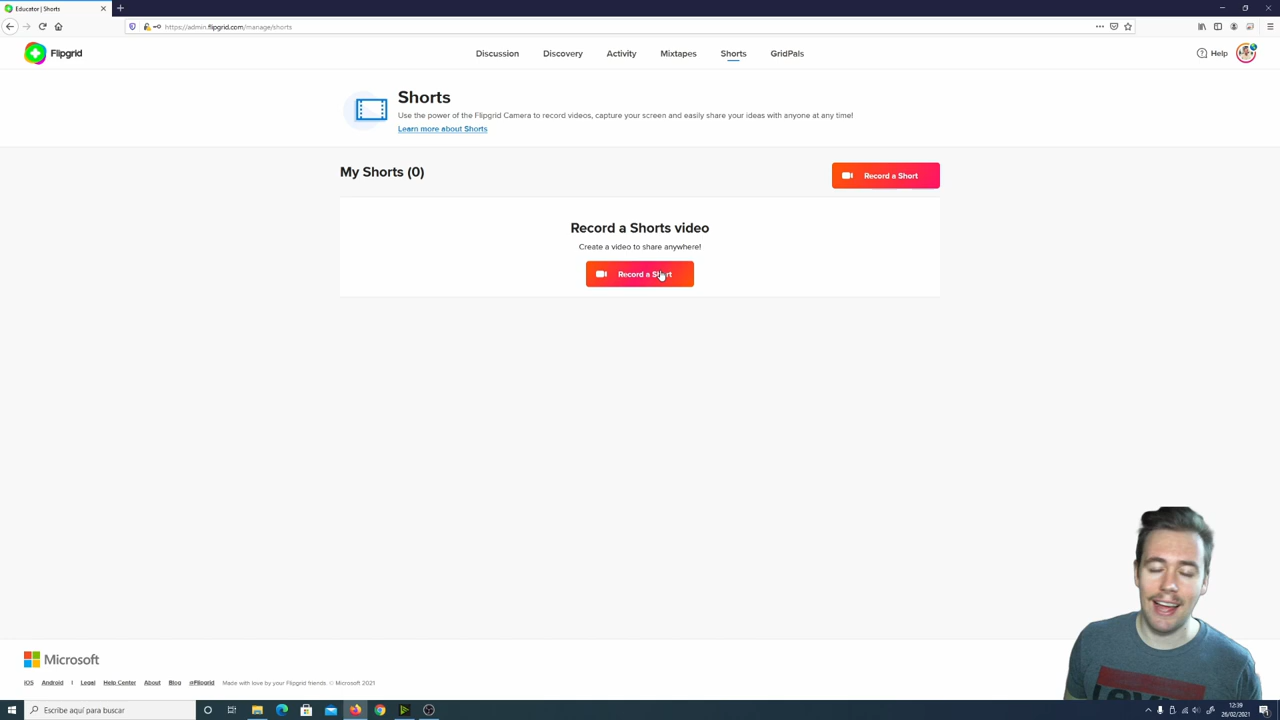 Educator | Shorts
https://admin.flipgrid.com/manage/shorts
Flipgrid
Discussion
Discovery
Activity
Mixtapes
Shorts
GridPals
Help
Shorts
Use the power of the Flipgrid Camera to record videos, capture your screen and easily share your ideas with anyone at any time!
Learn more about Shorts
My Shorts (0)
Record a Short
Record a Shorts video
Create a video to share anywhere!
Record a Short
Microsoft
iOS
Android
|
Legal
Help Center
About
Blog
@Flipgrid
Made with love by your Flipgrid friends. © Microsoft 2021
Escribe aquí para buscar
12:39
26/02/2021